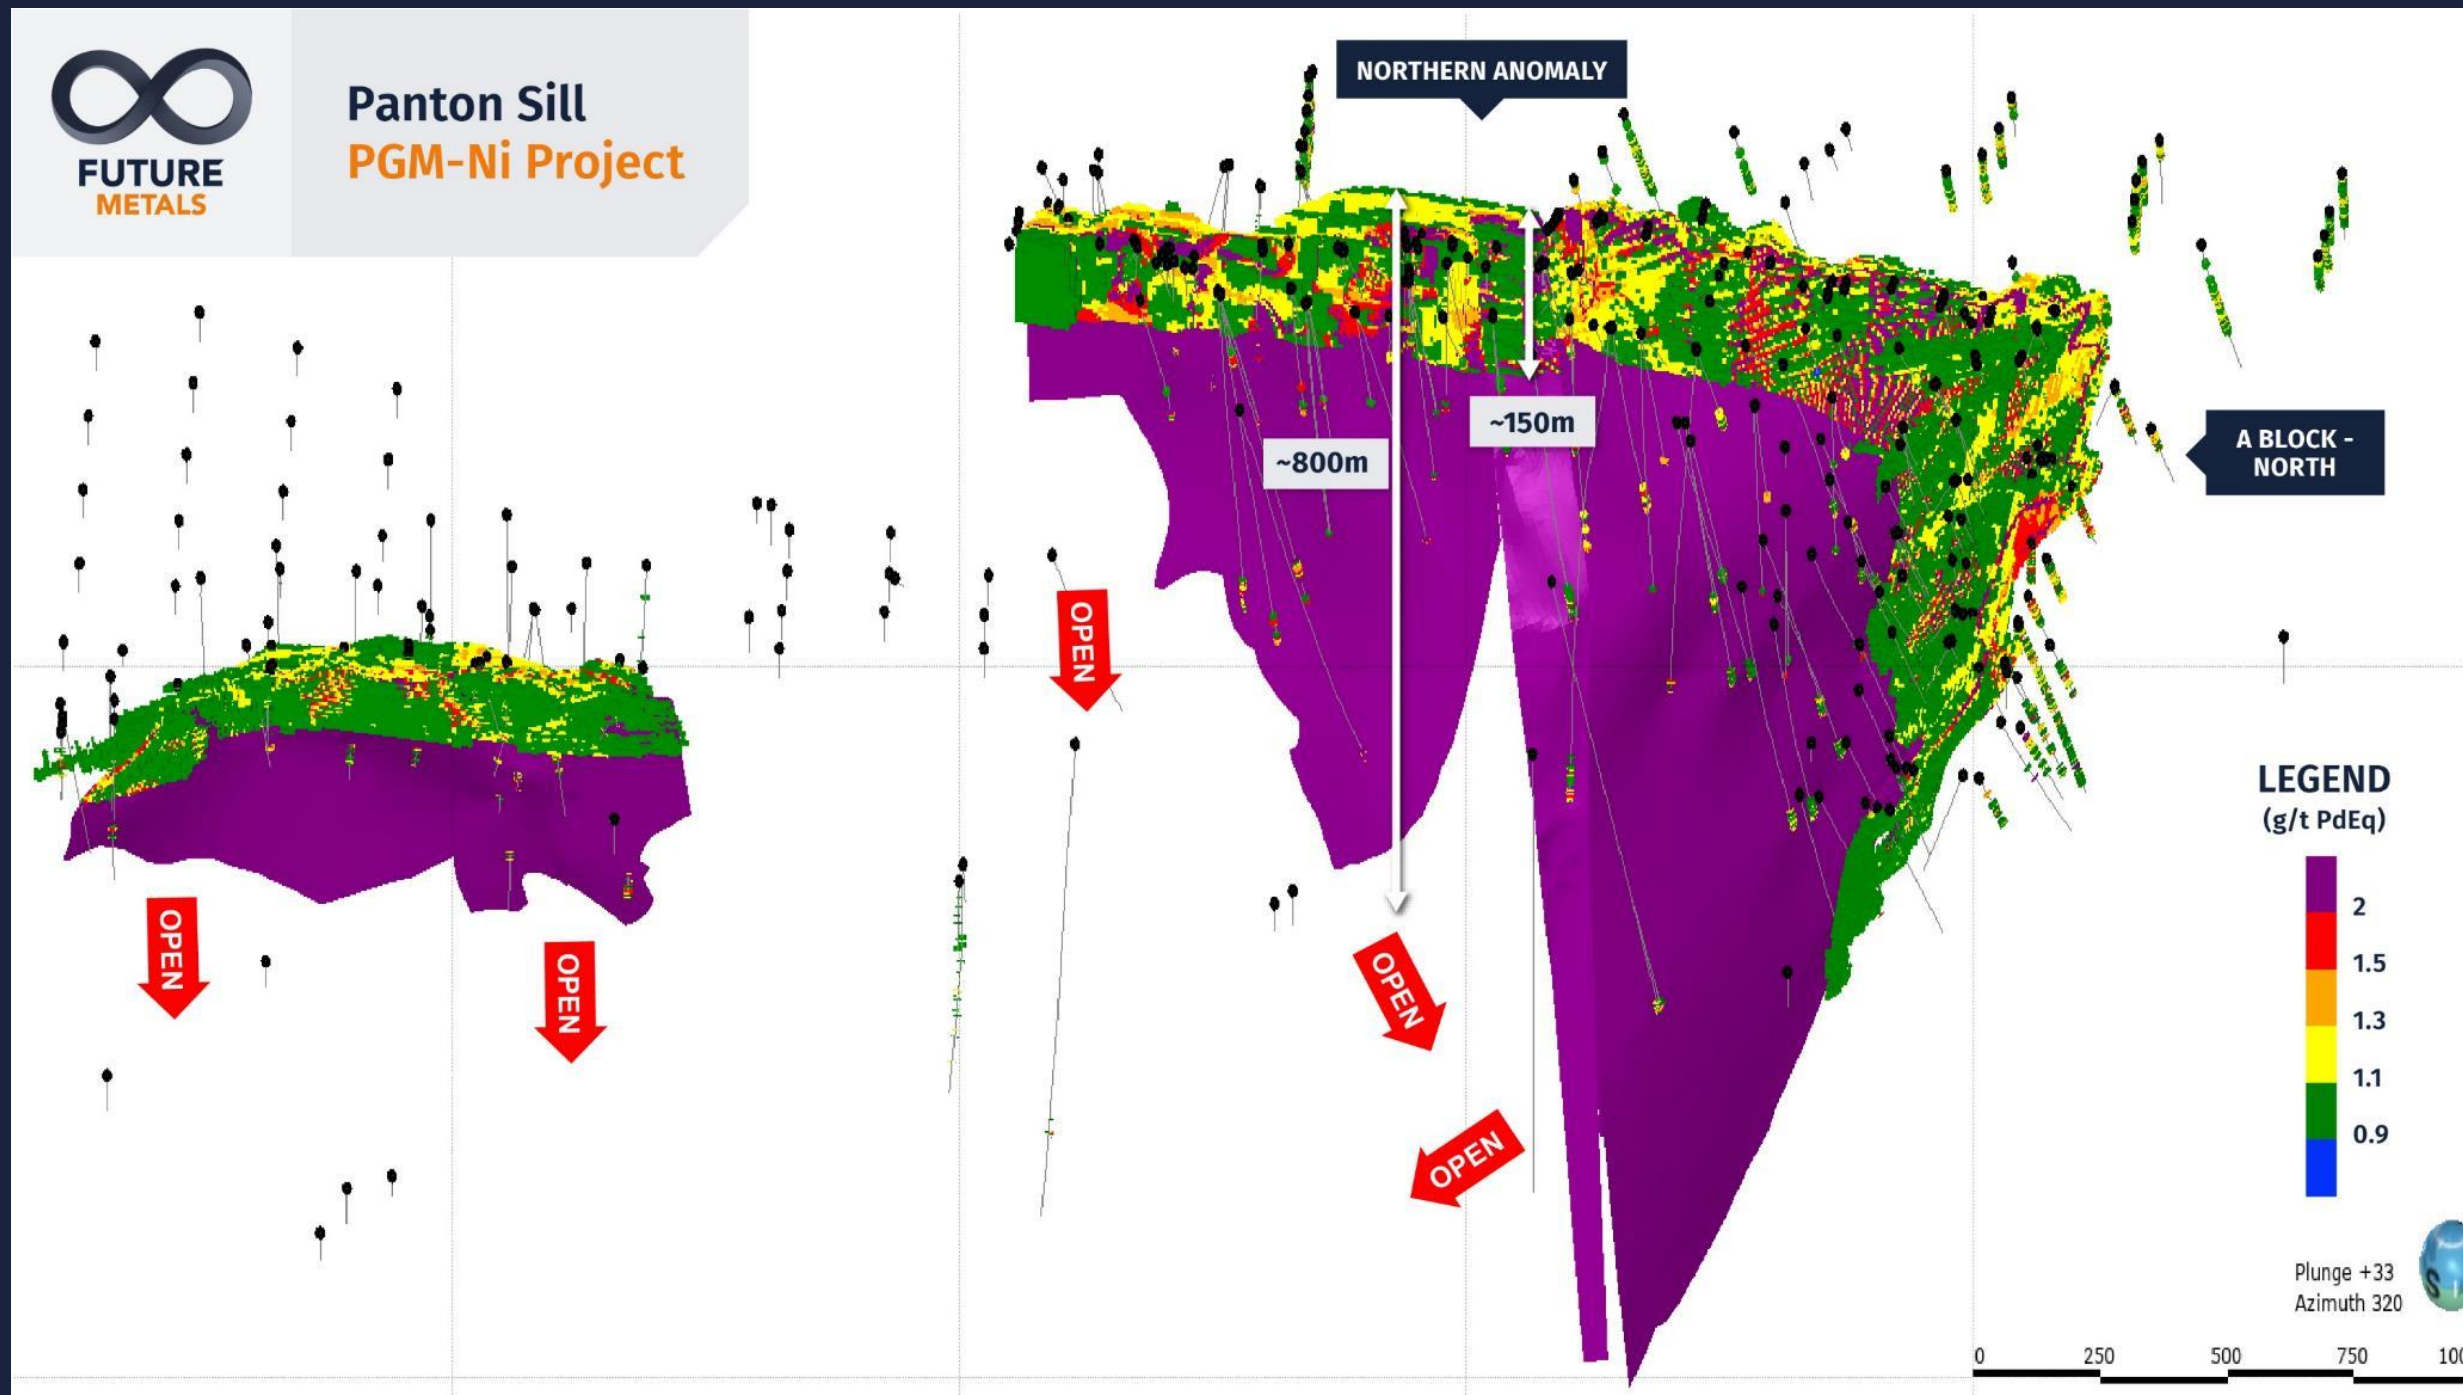 FUTURE
METALS
Panton Sill
PGM-Ni Project
NORTHERN ANOMALY
~150m
~800m
A BLOCK -
NORTH
OPEN
OPEN
OPEN
OPEN
OPEN
LEGEND
(g/t PdEq)
2
1.5
1.3
1.1
0.9
S
Plunge +33
Azimuth 320
0
250
500
750